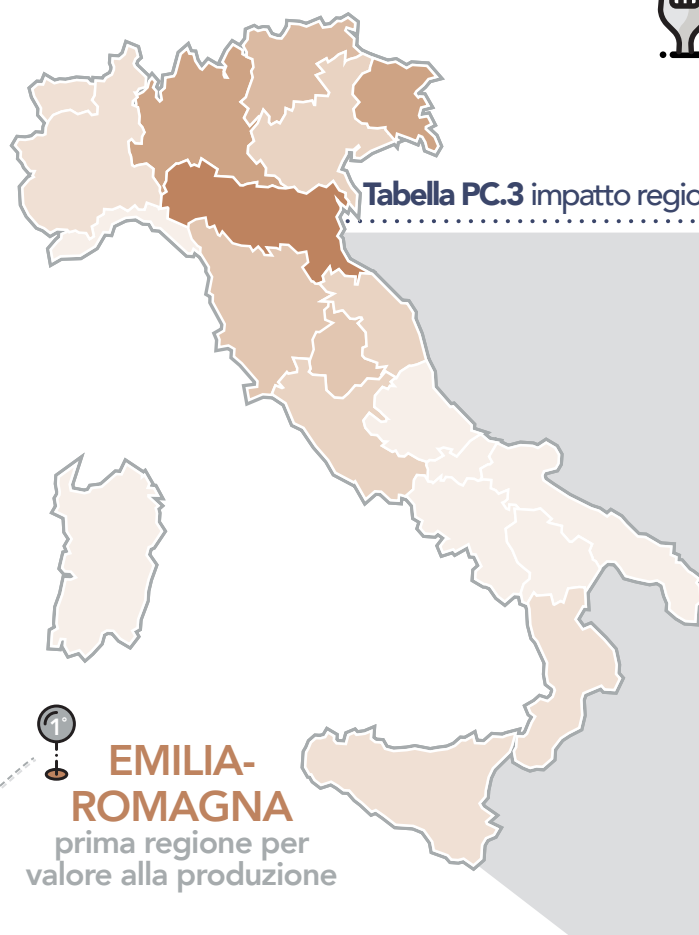 Tabella PC.3 impatto regio
1°
EMILIA-
ROMAGNA
prima regione per
valore alla produzione